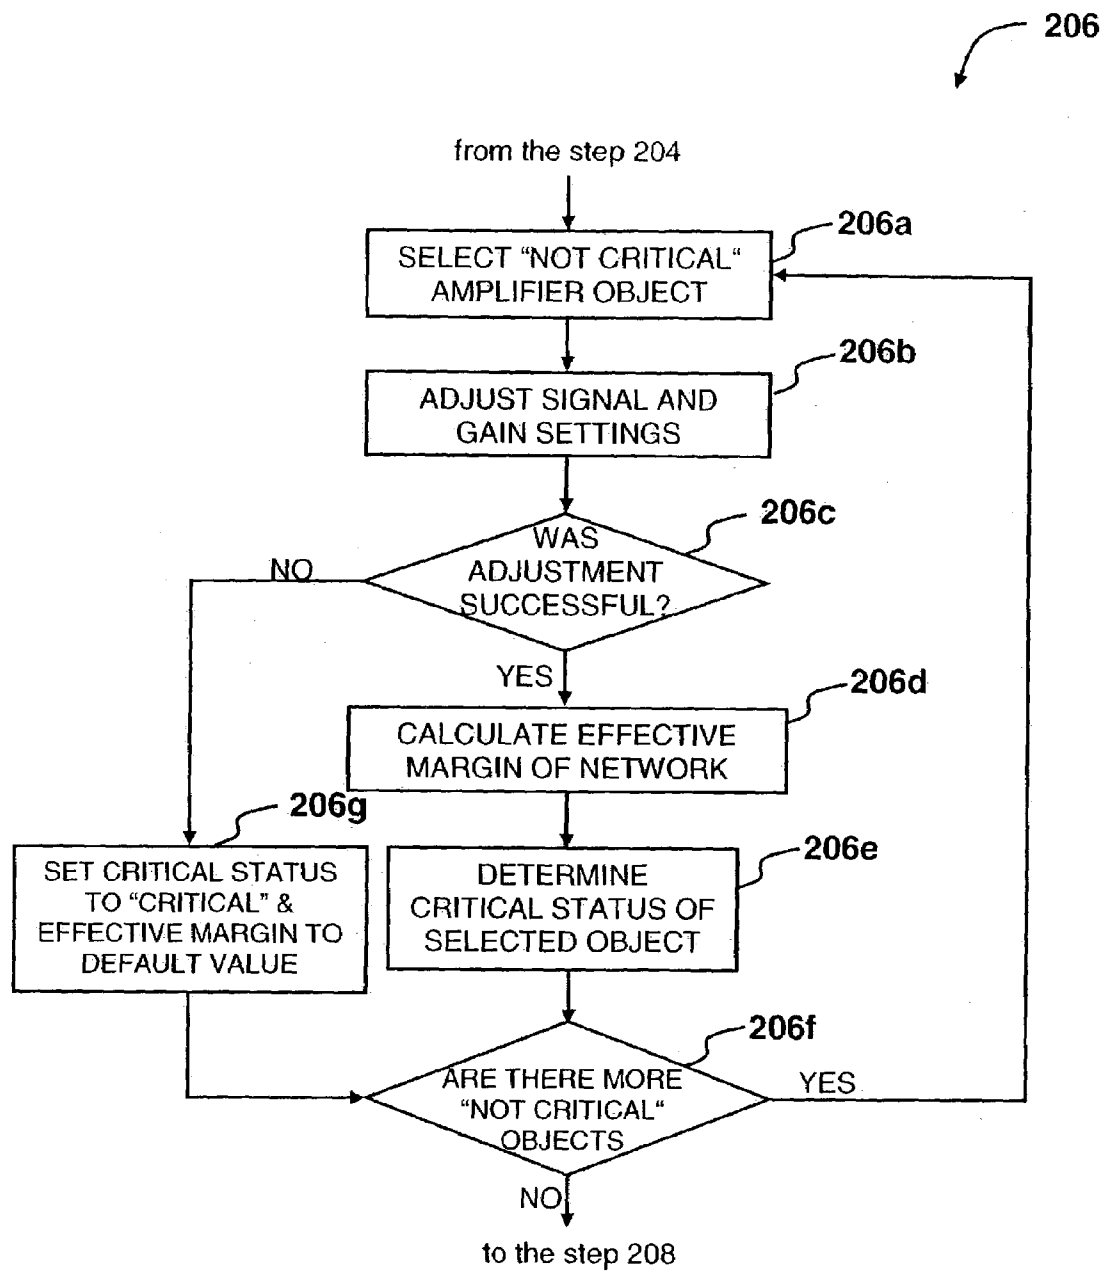 206
from the step 204
206a
SELECT “NOT CRITICAL“
AMPLIFIER OBJECT
206b
ADJUST SIGNAL AND
GAIN SETTINGS
206c
WAS
ADJUSTMENT
SUCCESSFUL?
NO
YES
206d
CALCULATE EFFECTIVE
MARGIN OF NETWORK
206g
SET CRITICAL STATUS
TO “CRITICAL” &
EFFECTIVE MARGIN TO
DEFAULT VALUE
206e
DETERMINE
CRITICAL STATUS OF
SELECTED OBJECT
206f
ARE THERE MORE
“NOT CRITICAL“
OBJECTS
YES
NO
to the step 208